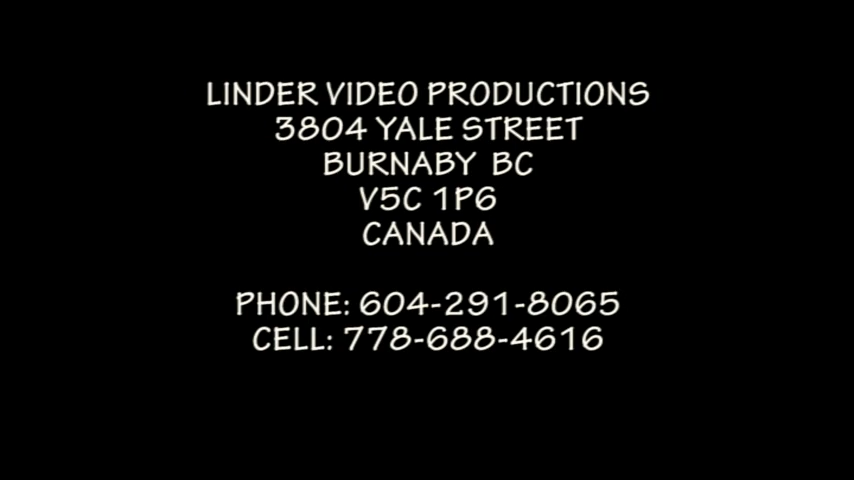 LINDER VIDEO PRODUCTIONS
3804 YALE STREET
BURNABY BC
V5C 1P6
CANADA
PHONE: 604-291-8065
CELL: 778-688-4616